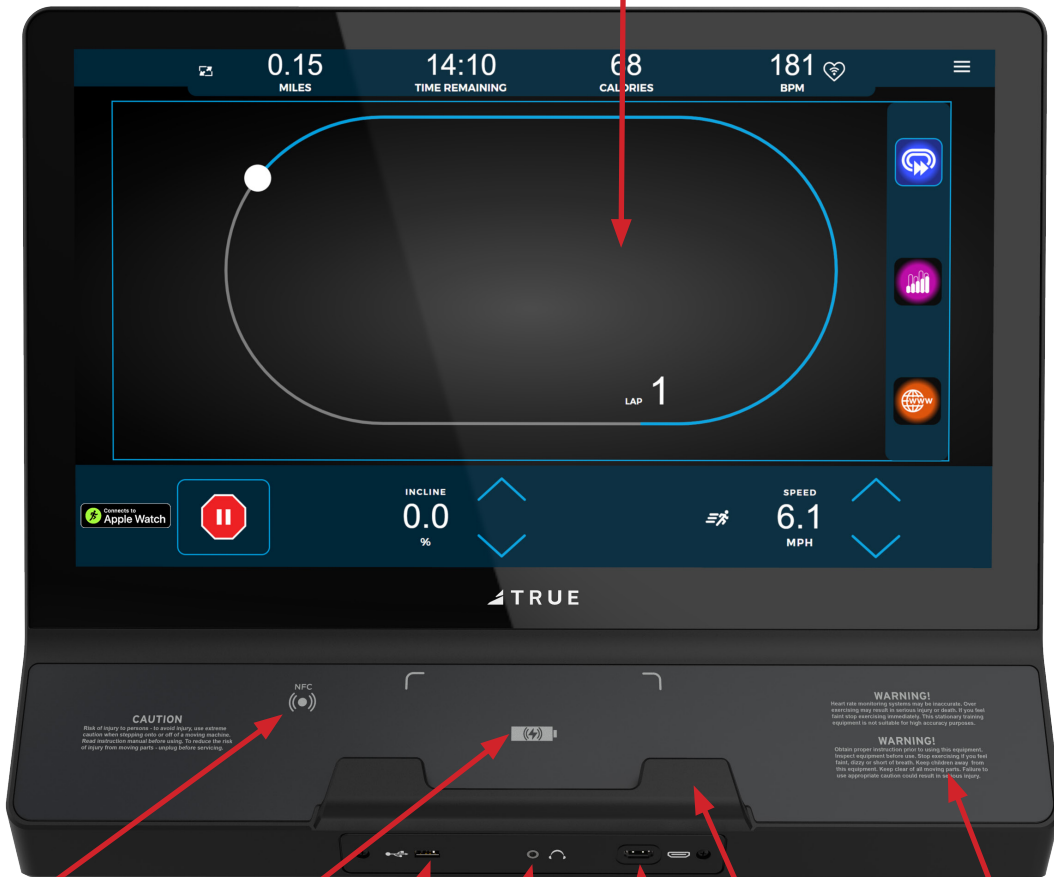 0.15
MILES
14:10
TIME REMAINING
68
CALORIES
181
BPM
LAP 1
WWW
Connects to
Apple Watch
INCLINE
0.0
%
SPEED
6.1
MPH
TRUE
NFC
CAUTION
Risk of injury to persons - to avoid injury, use extreme
caution when stepping onto or off of a moving machine.
Read instruction manual before using. To reduce the risk
of injury from moving parts - unplug before servicing.
WARNING!
Heart rate monitoring systems may be inaccurate. Over
exercising may result in serious injury or death. If you feel
faint stop exercising immediately. This stationary training
equipment is not suitable for high accuracy purposes.
WARNING!
Obtain proper instruction prior to using this equipment.
Inspect equipment before use. Stop exercising if you feel
faint, dizzy or short of breath. Keep children away from
this equipment. Keep clear of all moving parts. Failure to
use appropriate caution could result in serious injury.